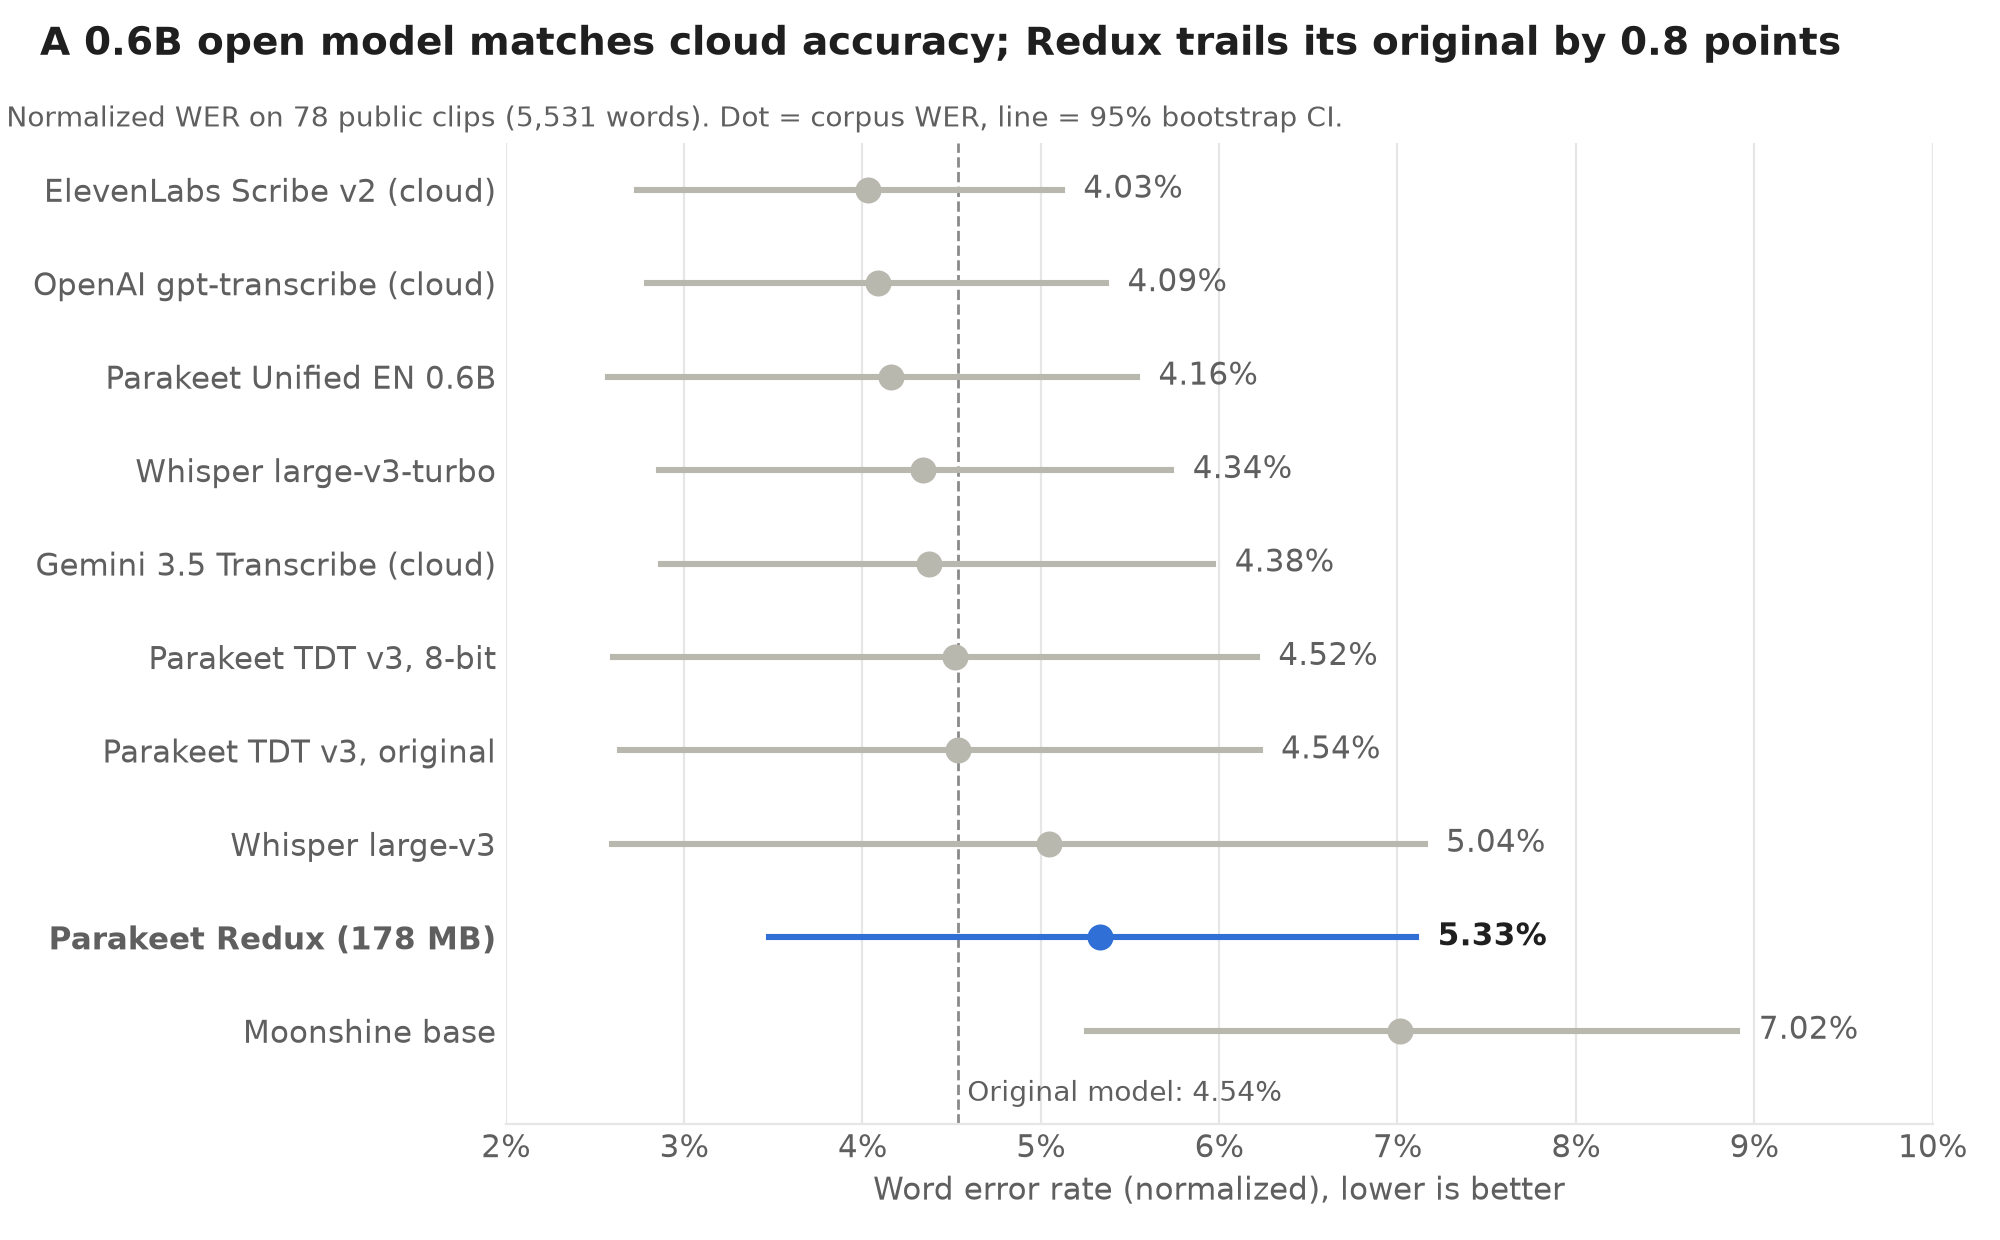 A 0.6B open model matches cloud accuracy; Redux trails its original by 0.8 points
Normalized WER on 78 public clips (5,531 words). Dot = corpus WER, line = 95% bootstrap CI.
ElevenLabs Scribe v2 (cloud) 4.03%
OpenAI gpt-transcribe (cloud) 4.09%
Parakeet Unified EN 0.6B 4.16%
Whisper large-v3-turbo 4.34%
Gemini 3.5 Transcribe (cloud) 4.38%
Parakeet TDT v3, 8-bit 4.52%
Parakeet TDT v3, original 4.54%
Whisper large-v3 5.04%
Parakeet Redux (178 MB) 5.33%
Moonshine base 7.02%
Original model: 4.54%
2% 3% 4% 5% 6% 7% 8% 9% 10%
Word error rate (normalized), lower is better